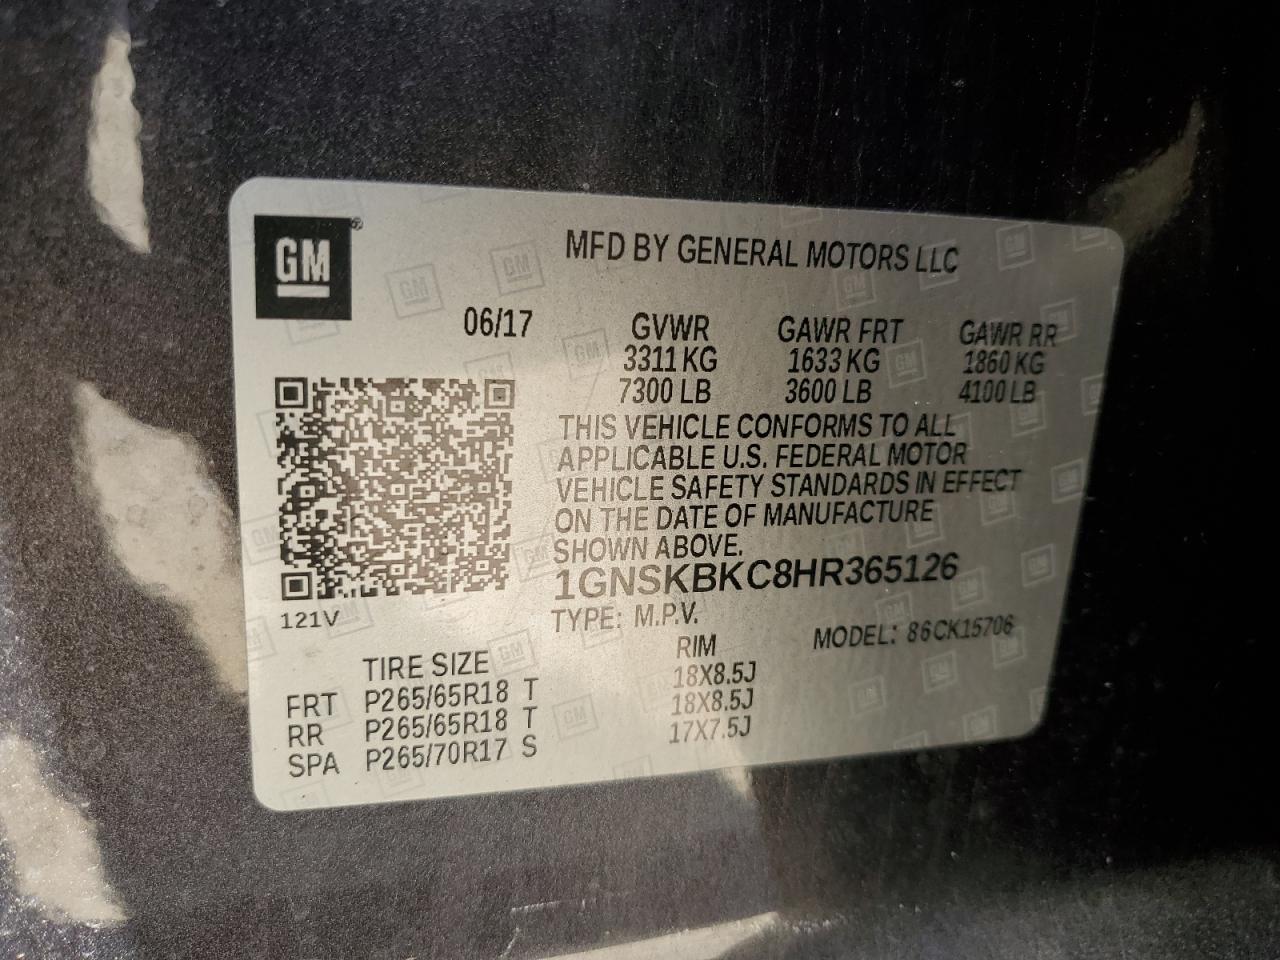 GM
MFD BY GENERAL MOTORS LLC
06/17 GVWR GAWR FRT GAWR RR
3311 KG 1633 KG 1860 KG
7300 LB 3600 LB 4100 LB
THIS VEHICLE CONFORMS TO ALL
APPLICABLE U.S. FEDERAL MOTOR
VEHICLE SAFETY STANDARDS IN EFFECT
ON THE DATE OF MANUFACTURE
SHOWN ABOVE.
1GNSKBKC8HR365126
121V
TYPE: M.P.V. MODEL: 86CK15706
TIRE SIZE RIM
FRT P265/65R18 T 18X8.5J
RR P265/65R18 T 18X8.5J
SPA P265/70R17 S 17X7.5J